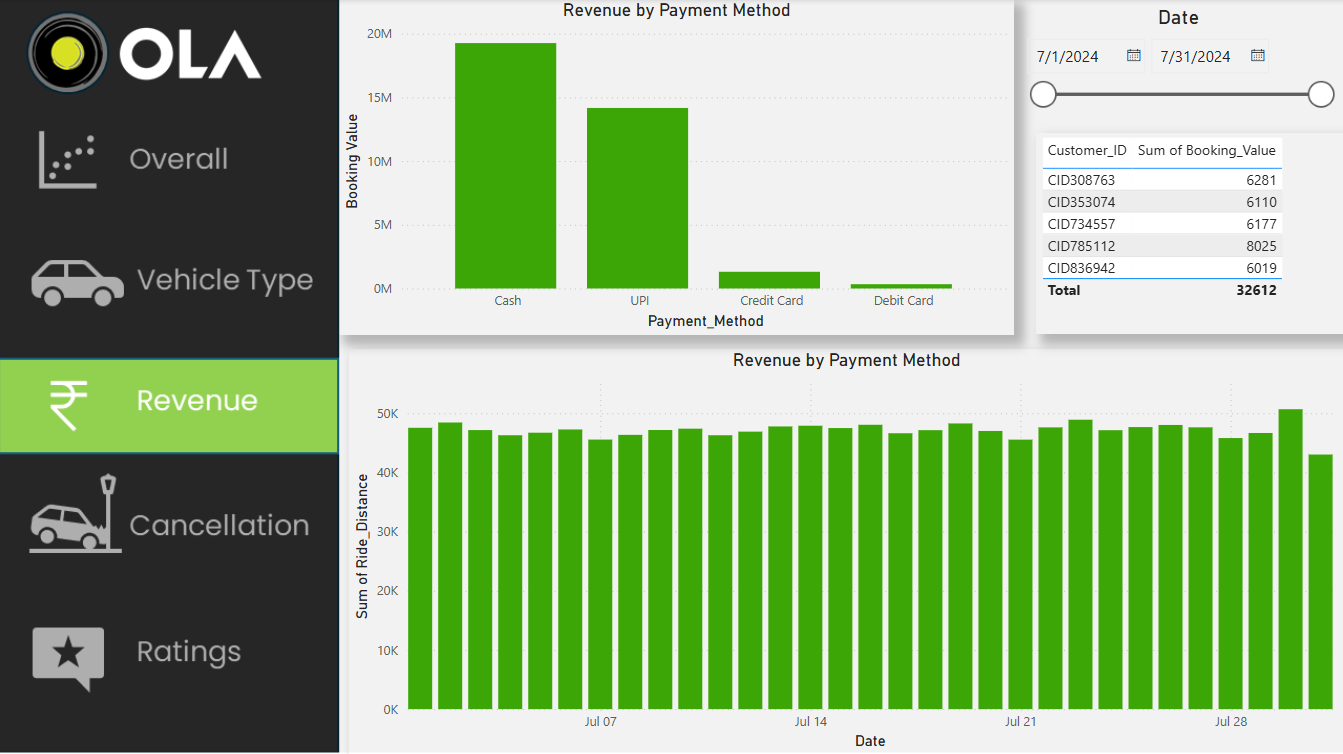 OLA
Overall
Vehicle Type
Revenue
Cancellation
Ratings
Revenue by Payment Method
Booking Value
20M
15M
10M
5M
0M
Cash UPI Credit Card Debit Card
Payment_Method
Date
7/1/2024 7/31/2024
Customer_ID Sum of Booking_Value
CID308763 6281
CID353074 6110
CID734557 6177
CID785112 8025
CID836942 6019
Total 32612
Revenue by Payment Method
Sum of Ride_Distance
50K
40K
30K
20K
10K
0K
Jul 07 Jul 14 Jul 21 Jul 28
Date